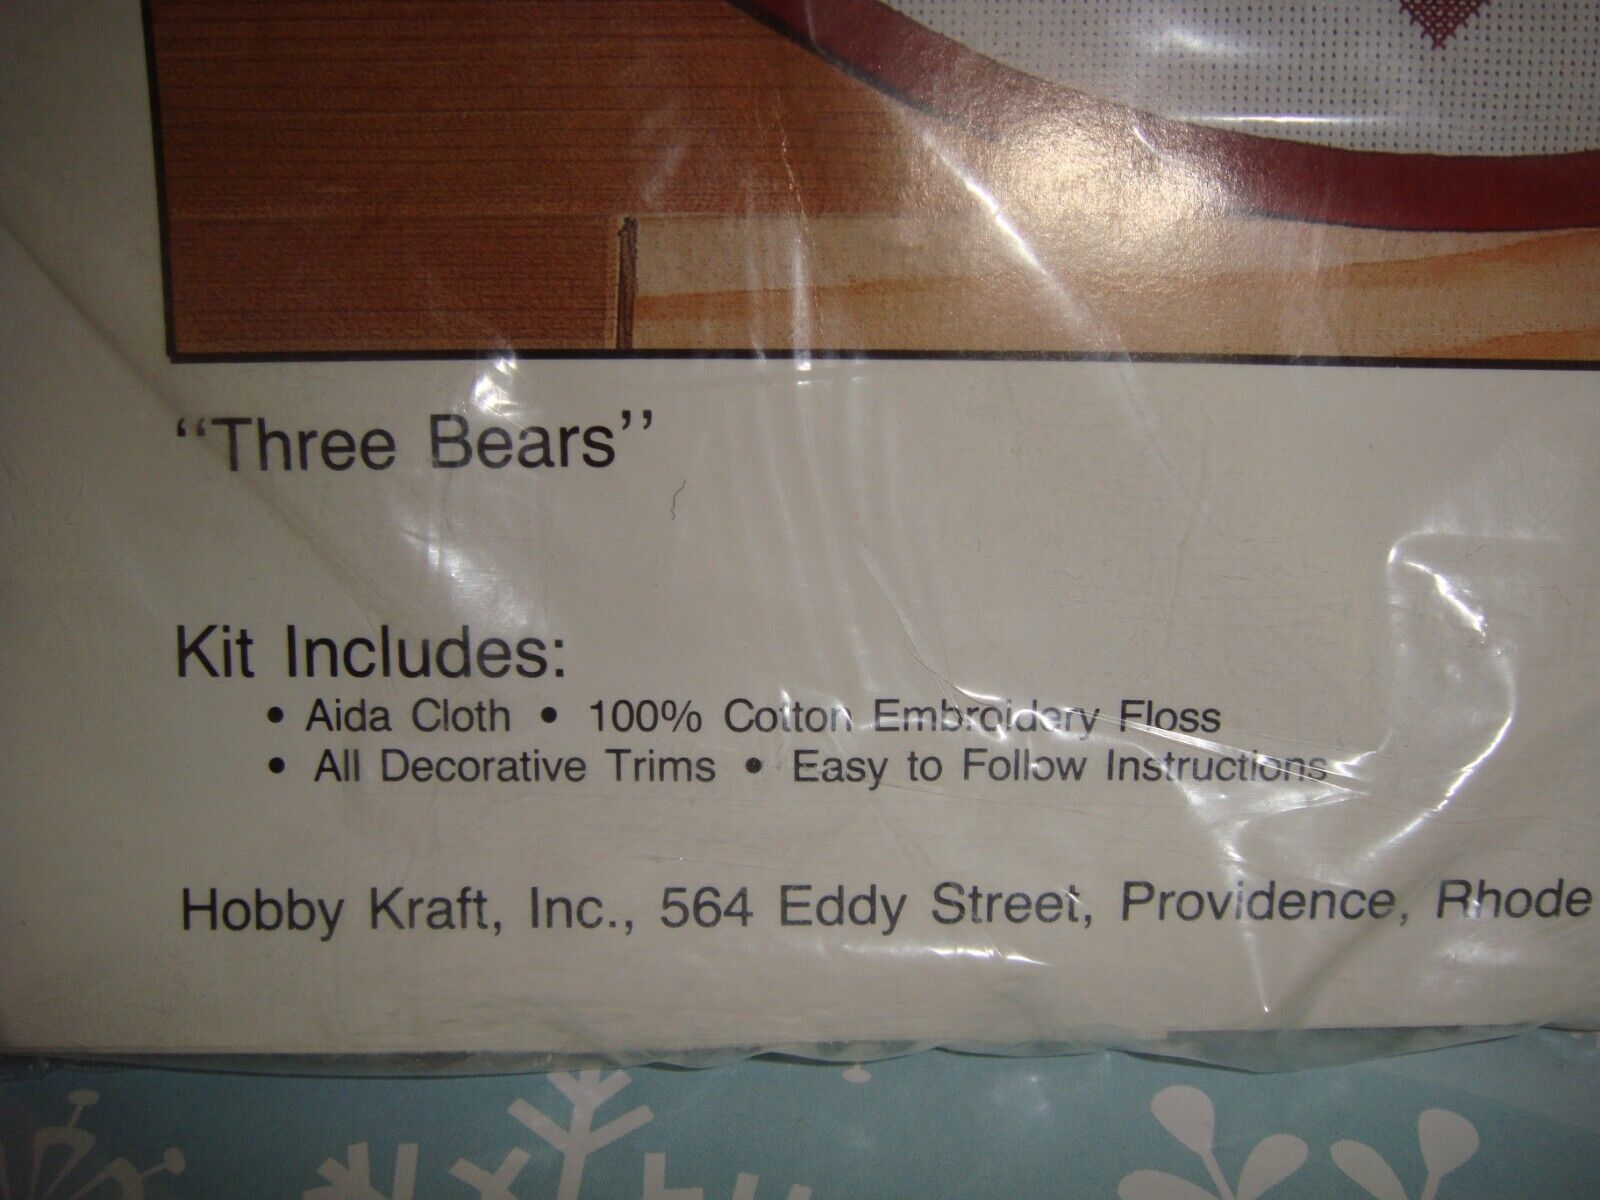 "Three Bears"
Kit Includes:
• Aida Cloth • 100% Cotton Embroidery Floss
• All Decorative Trims • Easy to Follow Instructions
Hobby Kraft, Inc., 564 Eddy Street, Providence, Rhode